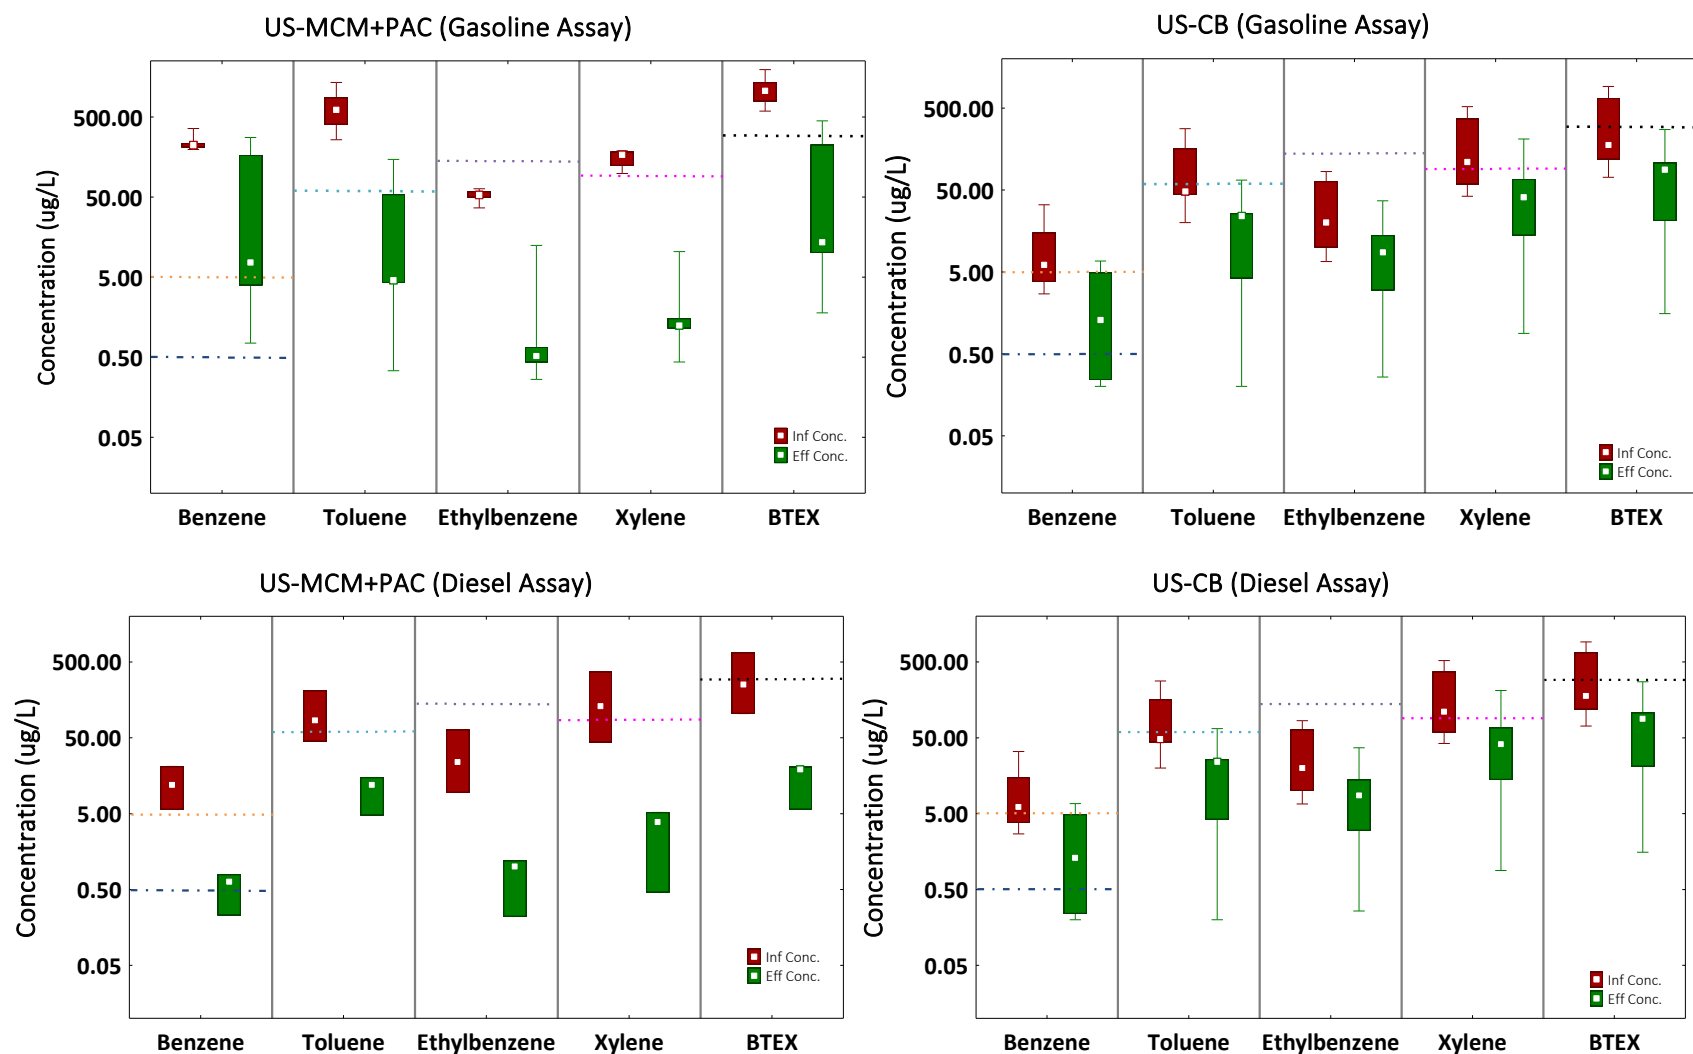 US-MCM+PAC (Gasoline Assay)
Concentration (ug/L)
500.00
50.00
5.00
0.50
0.05
Inf Conc.
Eff Conc.
Benzene Toluene Ethylbenzene Xylene BTEX
US-CB (Gasoline Assay)
Concentration (ug/L)
500.00
50.00
5.00
0.50
0.05
Inf Conc.
Eff Conc.
Benzene Toluene Ethylbenzene Xylene BTEX
US-MCM+PAC (Diesel Assay)
Concentration (ug/L)
500.00
50.00
5.00
0.50
0.05
Inf Conc.
Eff Conc.
Benzene Toluene Ethylbenzene Xylene BTEX
US-CB (Diesel Assay)
Concentration (ug/L)
500.00
50.00
5.00
0.50
0.05
Inf Conc.
Eff Conc.
Benzene Toluene Ethylbenzene Xylene BTEX